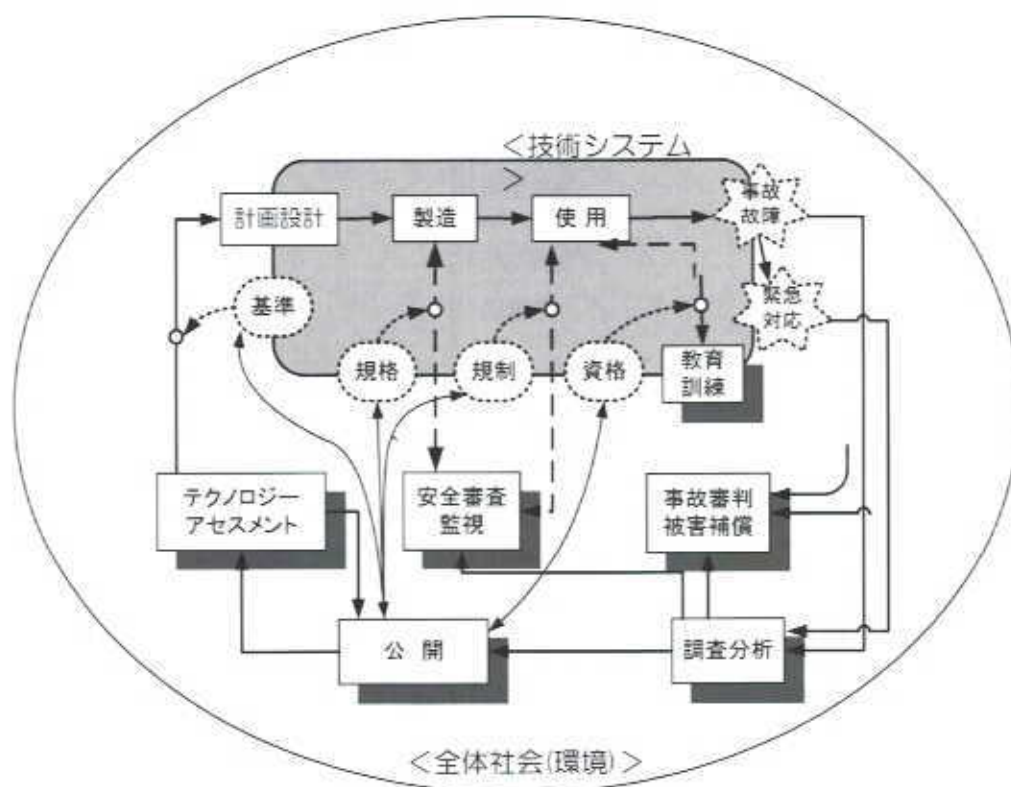 <技術システム
>
事故
故障
計画設計
製造
使用
緊急
対応
基準
規格
規制
資格
教育
訓練
テクノロジー
アセスメント
安全審査
監視
事故審判
被害補償
公開
調査分析
<全体社会(環境)>